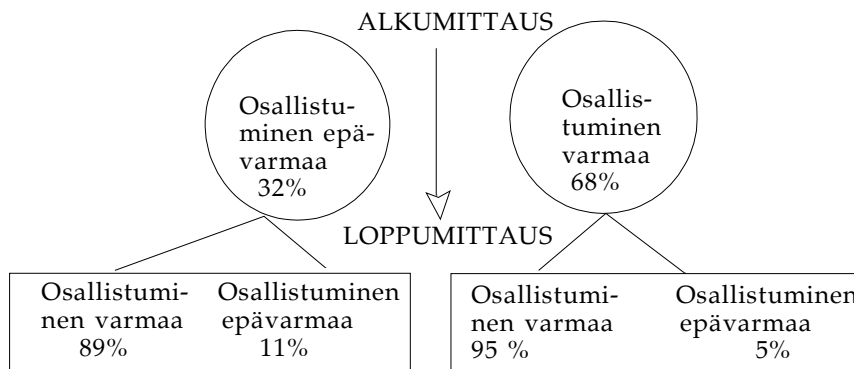 ALKUMITTAUS
Osallistu-
minen epä-
varmaa
32%
Osallis-
tuminen
varmaa
68%
LOPPUMITTAUS
Osallistumi-
nen varmaa
89%
Osallistuminen
epävarmaa
11%
Osallistumi-
nen varmaa
95 %
Osallistuminen
epävarmaa
5%